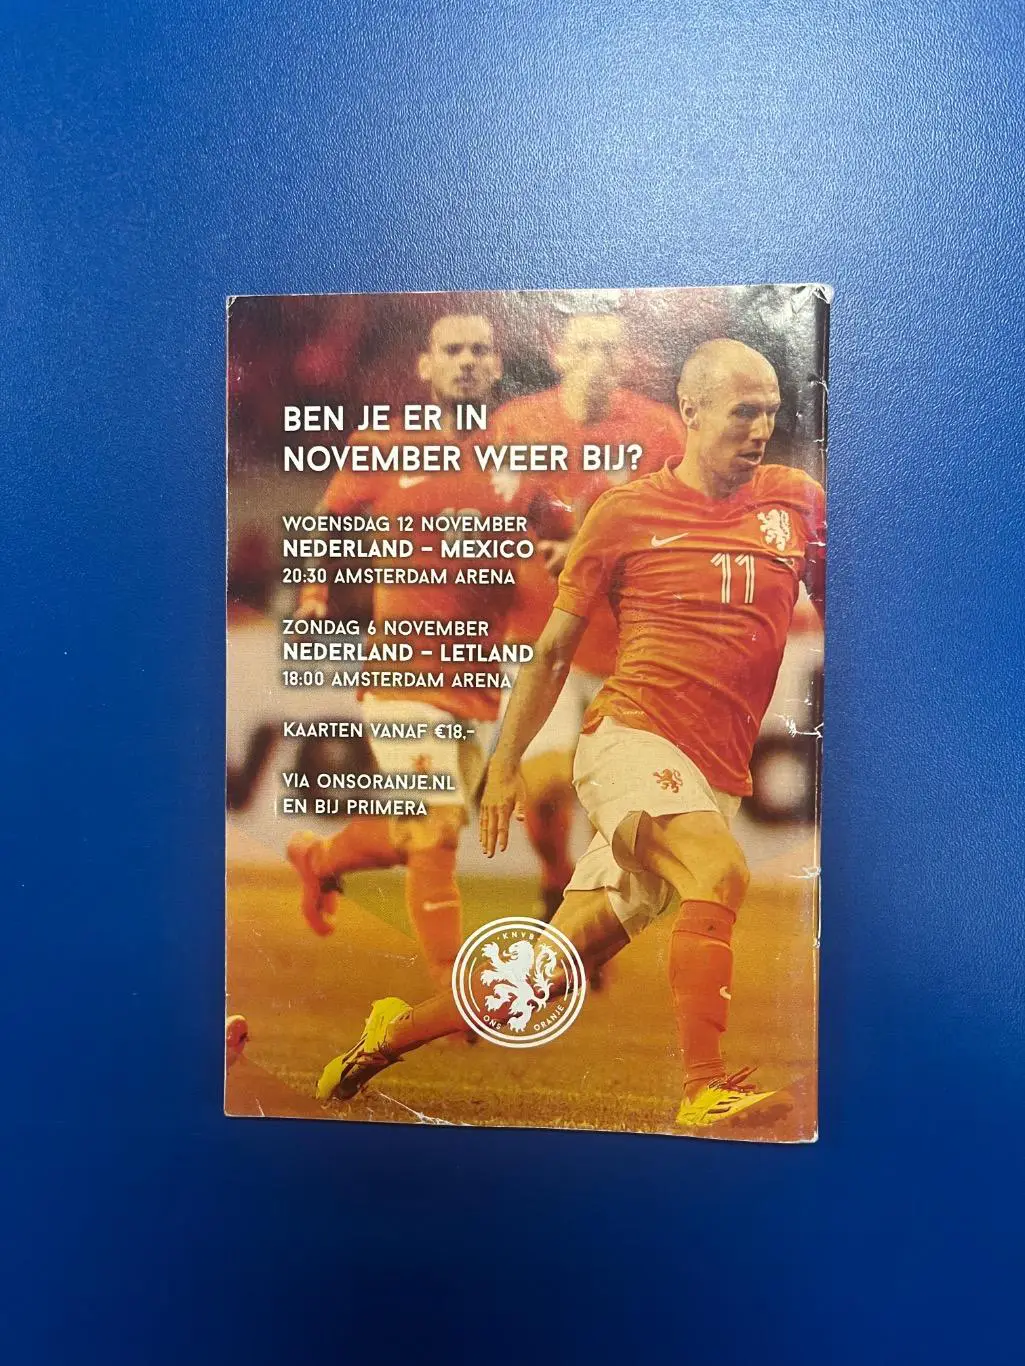 BEN JE ER IN
NOVEMBER WEER BIJ?
WOENSDAG 12 NOVEMBER
NEDERLAND - MEXICO
20:30 AMSTERDAM ARENA
ZONDAG 6 NOVEMBER
NEDERLAND - LETLAND
18:00 AMSTERDAM ARENA
KAARTEN VANAF €18,-
VIA ONSORANJE.NL
EN BIJ PRIMERA
11
KNVB
ONS ORANJE